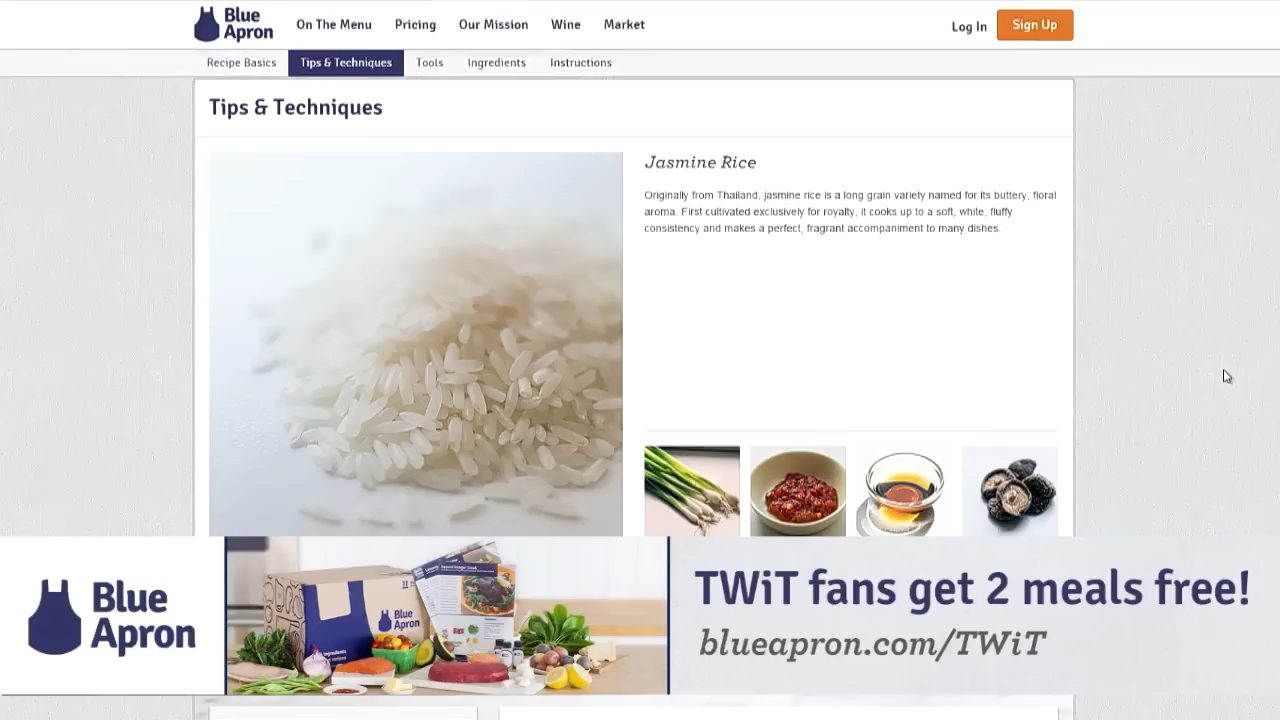 Blue
Apron
On The Menu
Pricing
Our Mission
Wine
Market
Log In
Sign Up
Recipe Basics
Tips & Techniques
Tools
Ingredients
Instructions
Tips & Techniques
Jasmine Rice
Originally from Thailand, jasmine rice is a long grain variety named for its buttery, floral
aroma. First cultivated exclusively for royalty, it cooks up to a soft, white, fluffy
consistency and makes a perfect, fragrant accompaniment to many dishes.
Blue
Apron
Blue
Apron
TWiT fans get 2 meals free!
blueapron.com/TWiT